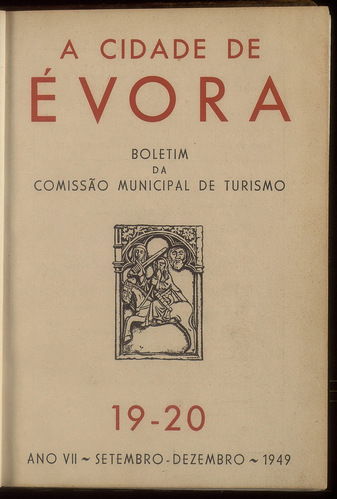 A CIDADE DE
ÉVORA
BOLETIM
DA
COMISSÃO MUNICIPAL DE TURISMO
19-20
ANO VII ~ SETEMBRO-DEZEMBRO ~ 1949